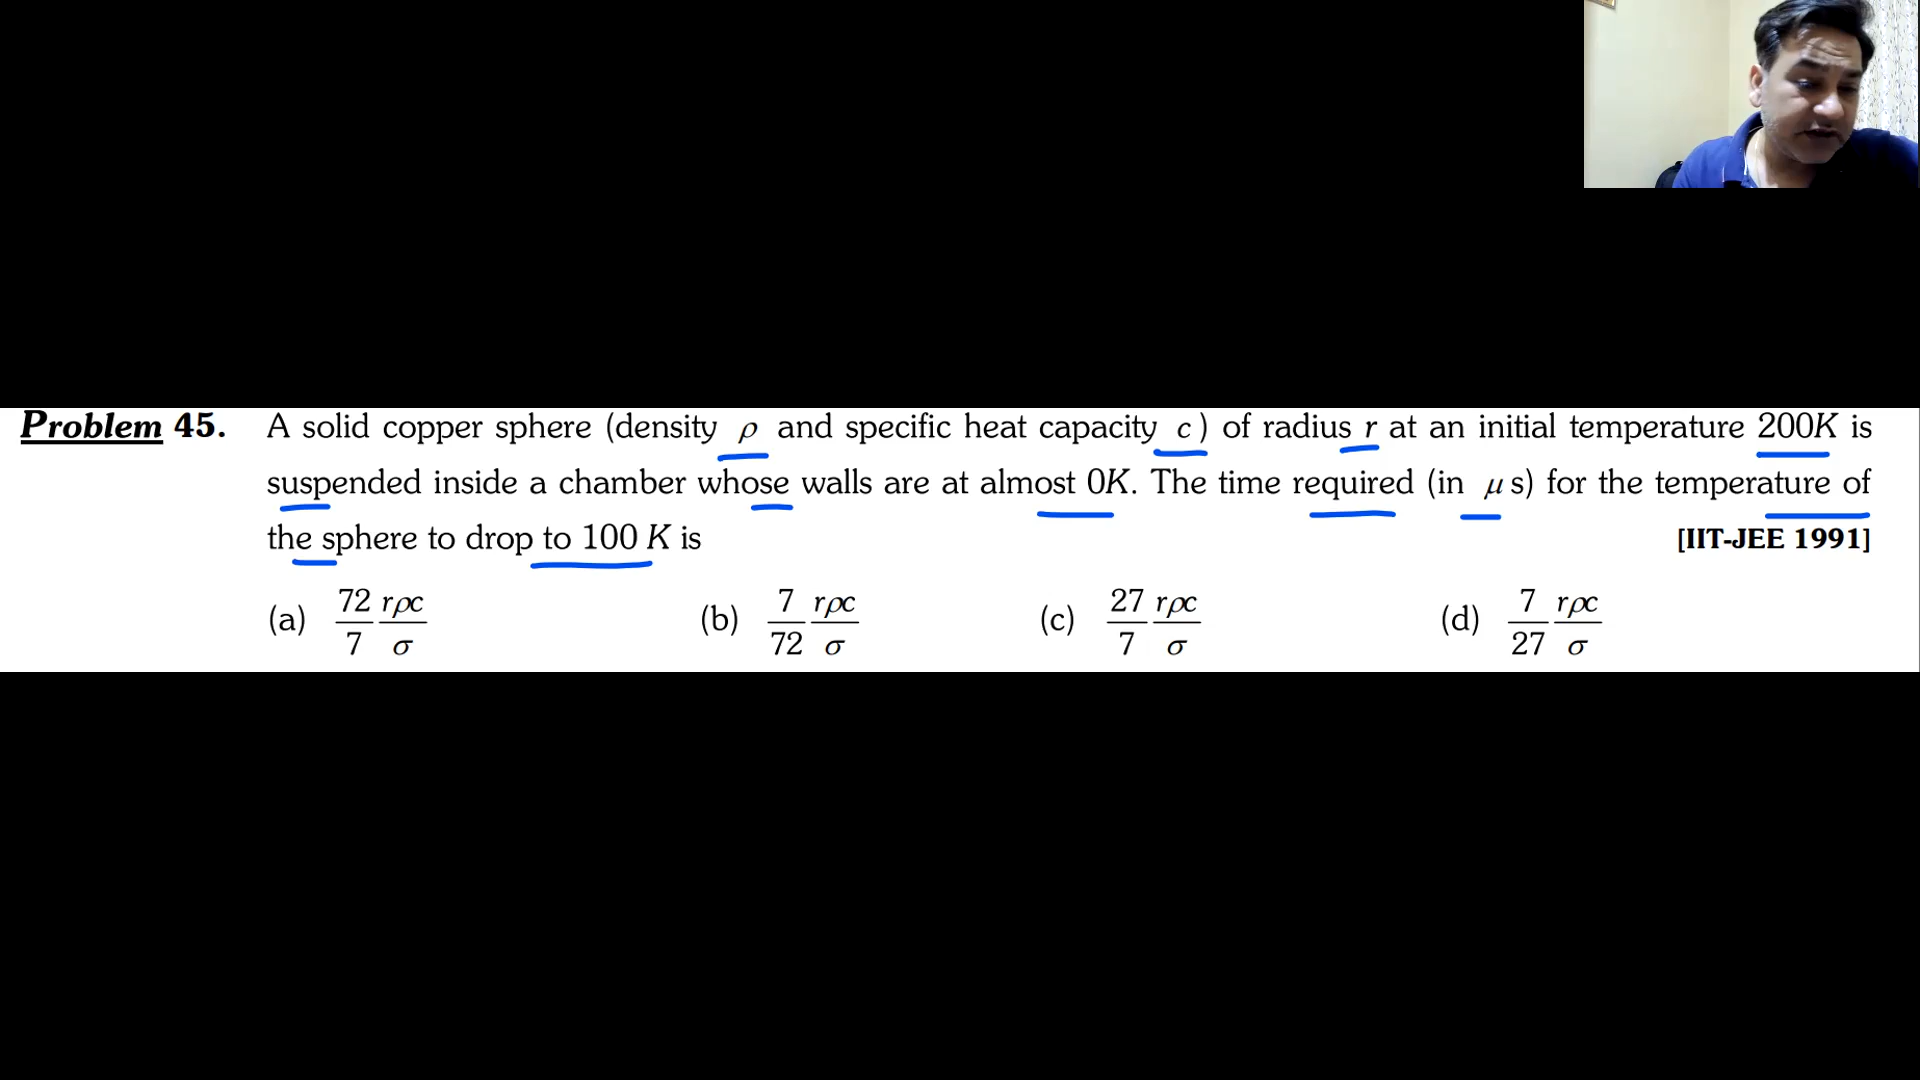 Problem 45. A solid copper sphere (density ρ and specific heat capacity c) of radius r at an initial temperature 200K is
suspended inside a chamber whose walls are at almost 0K. The time required (in μs) for the temperature of
the sphere to drop to 100 K is [IIT-JEE 1991]
(a) 72/7 rρc/σ (b) 7/72 rρc/σ (c) 27/7 rρc/σ (d) 7/27 rρc/σ